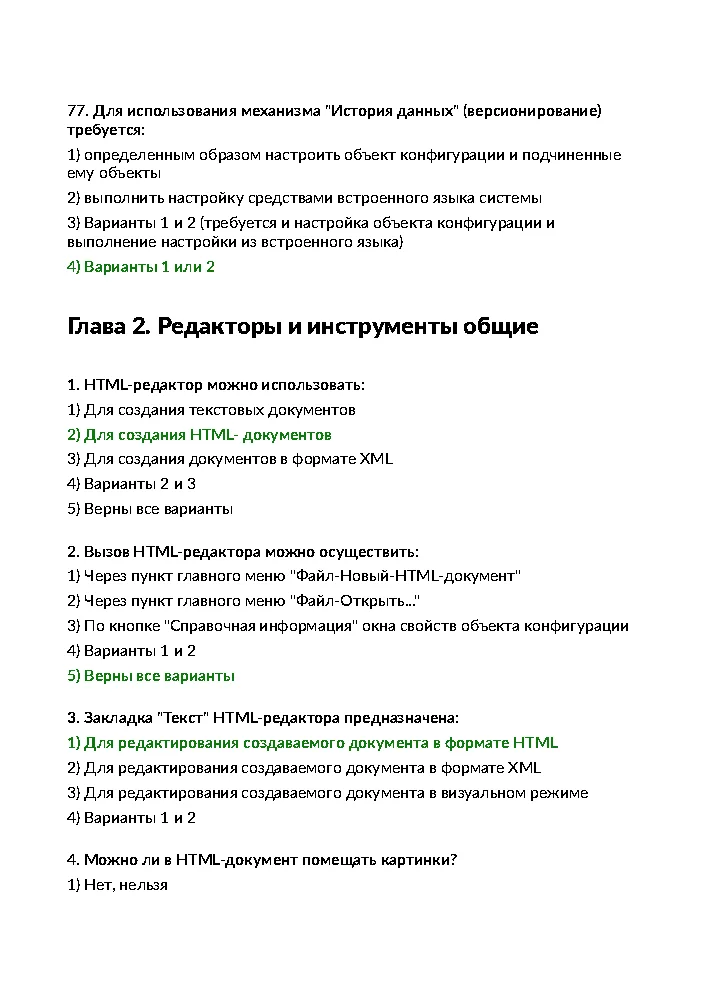 77. Для использования механизма "История данных" (версионирование)
требуется:
1) определенным образом настроить объект конфигурации и подчиненные
ему объекты
2) выполнить настройку средствами встроенного языка системы
3) Варианты 1 и 2 (требуется и настройка объекта конфигурации и
выполнение настройки из встроенного языка)
4) Варианты 1 или 2
Глава 2. Редакторы и инструменты общие
1. HTML-редактор можно использовать:
1) Для создания текстовых документов
2) Для создания HTML- документов
3) Для создания документов в формате XML
4) Варианты 2 и 3
5) Верны все варианты
2. Вызов HTML-редактора можно осуществить:
1) Через пункт главного меню "Файл-Новый-HTML-документ"
2) Через пункт главного меню "Файл-Открыть..."
3) По кнопке "Справочная информация" окна свойств объекта конфигурации
4) Варианты 1 и 2
5) Верны все варианты
3. Закладка "Текст" HTML-редактора предназначена:
1) Для редактирования создаваемого документа в формате HTML
2) Для редактирования создаваемого документа в формате XML
3) Для редактирования создаваемого документа в визуальном режиме
4) Варианты 1 и 2
4. Можно ли в HTML-документ помещать картинки?
1) Нет, нельзя